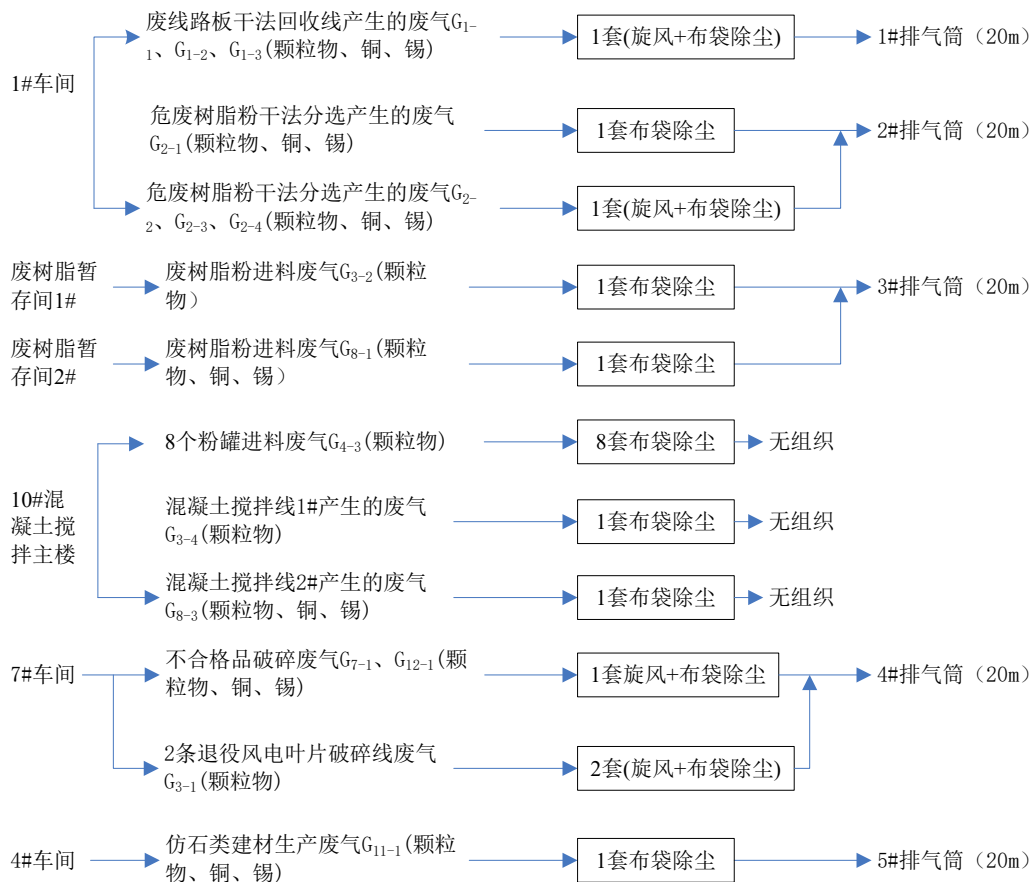 废线路板干法回收线产生的废气G1-
1、G1-2、G1-3(颗粒物、铜、锡)
1套(旋风+布袋除尘)
1#排气筒（20m）
1#车间
危废树脂粉干法分选产生的废气
G2-1(颗粒物、铜、锡)
1套布袋除尘
2#排气筒（20m）
危废树脂粉干法分选产生的废气G2-
2、G2-3、G2-4(颗粒物、铜、锡)
1套(旋风+布袋除尘)
废树脂暂
存间1#
废树脂粉进料废气G3-2(颗粒
物）
1套布袋除尘
3#排气筒（20m）
废树脂暂
存间2#
废树脂粉进料废气G8-1(颗粒
物、铜、锡）
1套布袋除尘
8个粉罐进料废气G4-3(颗粒物)
8套布袋除尘
无组织
10#混
凝土搅
拌主楼
混凝土搅拌线1#产生的废气
G3-4(颗粒物)
1套布袋除尘
无组织
混凝土搅拌线2#产生的废气
G8-3(颗粒物、铜、锡)
1套布袋除尘
无组织
7#车间
不合格品破碎废气G7-1、G12-1(颗
粒物、铜、锡)
1套旋风+布袋除尘
4#排气筒（20m）
2条退役风电叶片破碎线废气
G3-1(颗粒物)
2套(旋风+布袋除尘)
4#车间
仿石类建材生产废气G11-1(颗粒
物、铜、锡)
1套布袋除尘
5#排气筒（20m）